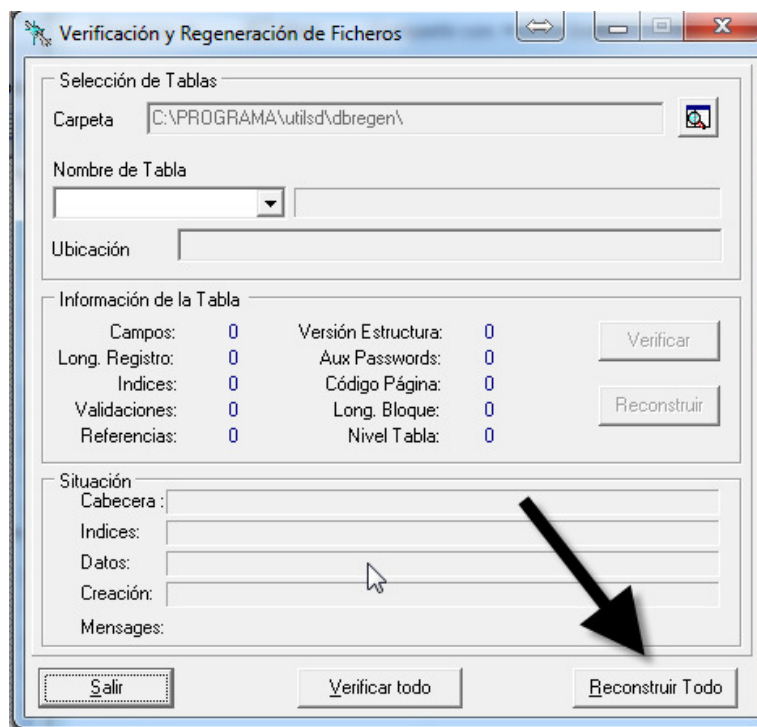 Verificación y Regeneración de Ficheros
Selección de Tablas
Carpeta C:\PROGRAMA\utilsd\dbregen\
Nombre de Tabla
Ubicación
Información de la Tabla
Campos: 0 Versión Estructura: 0
Long. Registro: 0 Aux Passwords: 0
Verificar
Indices: 0 Código Página: 0
Validaciones: 0 Long. Bloque: 0
Reconstruir
Referencias: 0 Nivel Tabla: 0
Situación
Cabecera :
Indices:
Datos:
Creación:
Mensages:
Salir Verificar todo Reconstruir Todo